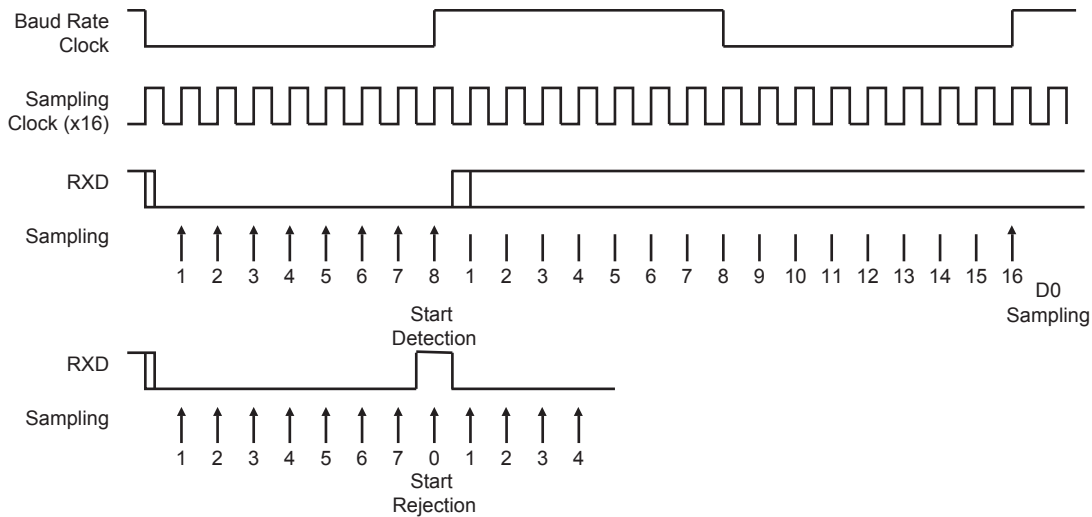 Baud Rate
Clock
Sampling
Clock (x16)
RXD
Sampling
1 2 3 4 5 6 7 8 1 2 3 4 5 6 7 8 9 10 11 12 13 14 15 16
D0
Sampling
Start
Detection
RXD
Sampling
1 2 3 4 5 6 7 0 1 2 3 4
Start
Rejection